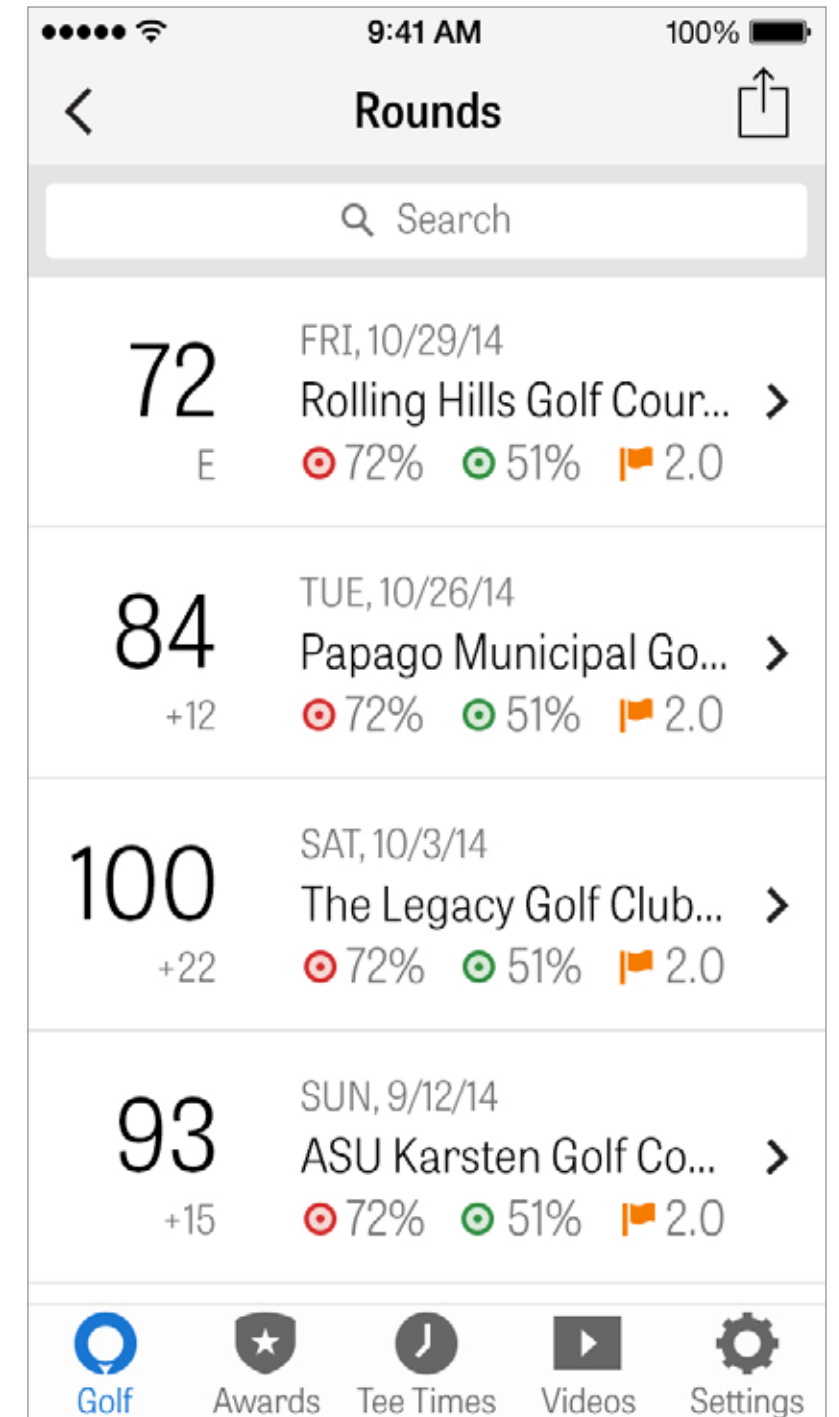 9:41 AM 100%
Rounds
Search
72 FRI, 10/29/14
Rolling Hills Golf Cour...
E 72% 51% 2.0
84 TUE, 10/26/14
Papago Municipal Go...
+12 72% 51% 2.0
100 SAT, 10/3/14
The Legacy Golf Club...
+22 72% 51% 2.0
93 SUN, 9/12/14
ASU Karsten Golf Co...
+15 72% 51% 2.0
Golf Awards Tee Times Videos Settings